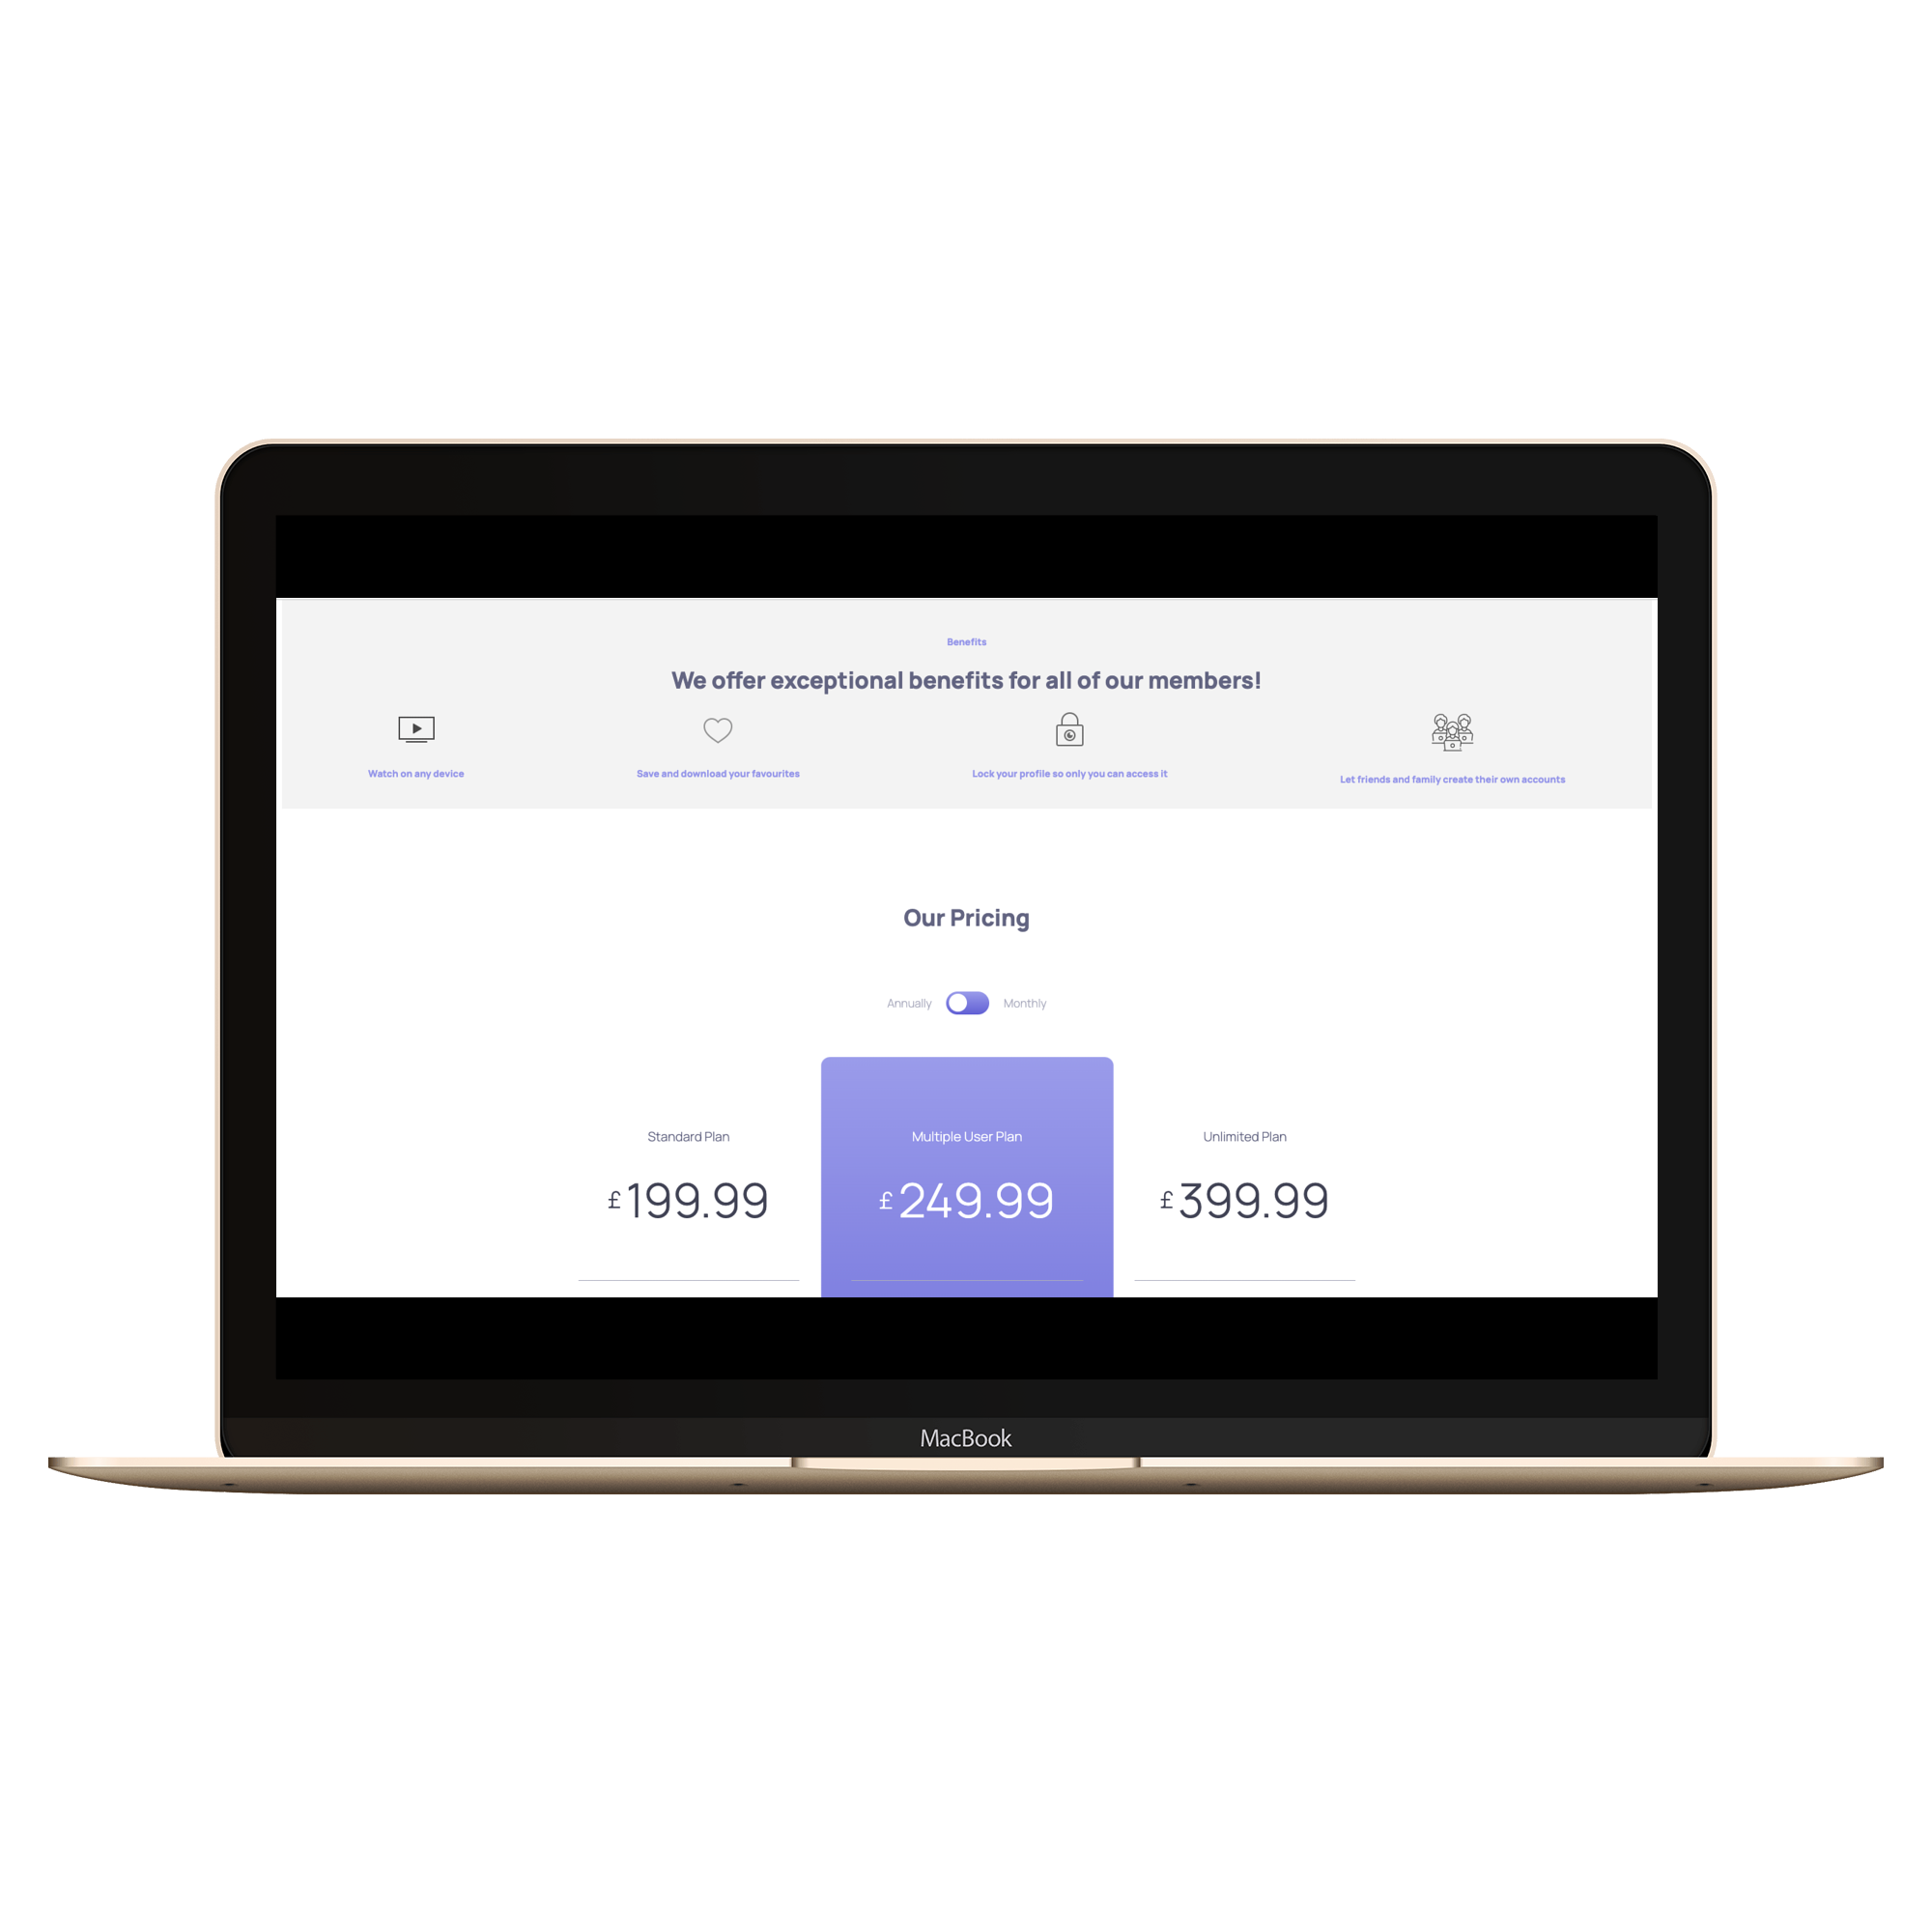 Benefits
We offer exceptional benefits for all of our members!
Watch on any device
Save and download your favourites
Lock your profile so only you can access it
Let friends and family create their own accounts
Our Pricing
Annually Monthly
Standard Plan
£199.99
Multiple User Plan
£249.99
Unlimited Plan
£399.99
MacBook